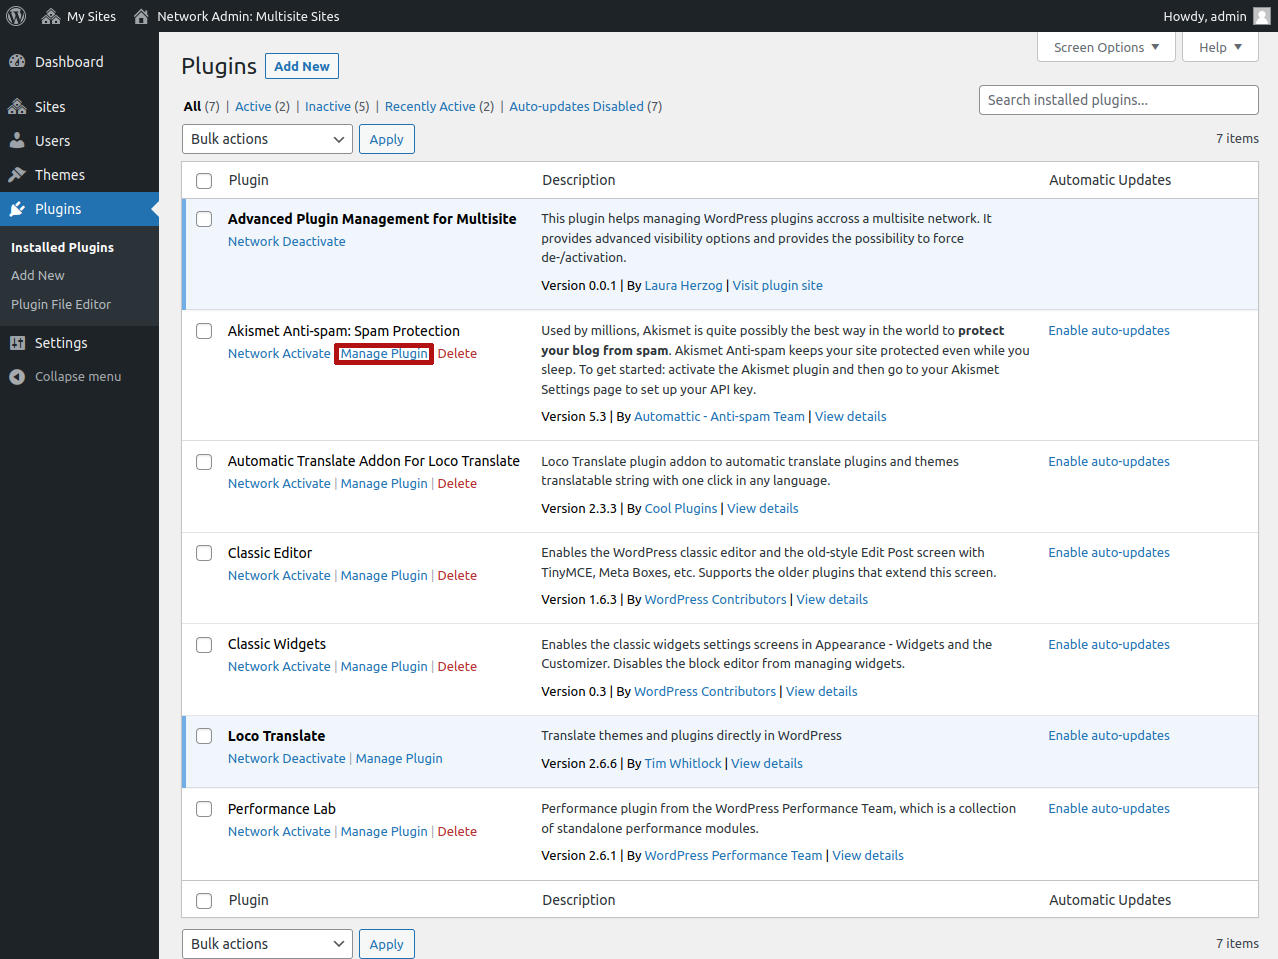 My Sites Network Admin: Multisite Sites Howdy, admin
Dashboard
Sites
Users
Themes
Plugins
Installed Plugins
Add New
Plugin File Editor
Settings
Collapse menu
Screen Options Help
Plugins Add New
All (7) | Active (2) | Inactive (5) | Recently Active (2) | Auto-updates Disabled (7)
Search installed plugins...
Bulk actions Apply 7 items
Plugin Description Automatic Updates
Advanced Plugin Management for Multisite
Network Deactivate
This plugin helps managing WordPress plugins accross a multisite network. It
provides advanced visibility options and provides the possibility to force
de-/activation.
Version 0.0.1 | By Laura Herzog | Visit plugin site
Akismet Anti-spam: Spam Protection
Network Activate Manage Plugin Delete
Used by millions, Akismet is quite possibly the best way in the world to protect
your blog from spam. Akismet Anti-spam keeps your site protected even while you
sleep. To get started: activate the Akismet plugin and then go to your Akismet
Settings page to set up your API key.
Version 5.3 | By Automattic - Anti-spam Team | View details
Enable auto-updates
Automatic Translate Addon For Loco Translate
Network Activate | Manage Plugin | Delete
Loco Translate plugin addon to automatic translate plugins and themes
translatable string with one click in any language.
Version 2.3.3 | By Cool Plugins | View details
Enable auto-updates
Classic Editor
Network Activate | Manage Plugin | Delete
Enables the WordPress classic editor and the old-style Edit Post screen with
TinyMCE, Meta Boxes, etc. Supports the older plugins that extend this screen.
Version 1.6.3 | By WordPress Contributors | View details
Enable auto-updates
Classic Widgets
Network Activate | Manage Plugin | Delete
Enables the classic widgets settings screens in Appearance - Widgets and the
Customizer. Disables the block editor from managing widgets.
Version 0.3 | By WordPress Contributors | View details
Enable auto-updates
Loco Translate
Network Deactivate | Manage Plugin
Translate themes and plugins directly in WordPress
Version 2.6.6 | By Tim Whitlock | View details
Enable auto-updates
Performance Lab
Network Activate | Manage Plugin | Delete
Performance plugin from the WordPress Performance Team, which is a collection
of standalone performance modules.
Version 2.6.1 | By WordPress Performance Team | View details
Enable auto-updates
Plugin Description Automatic Updates
Bulk actions Apply 7 items